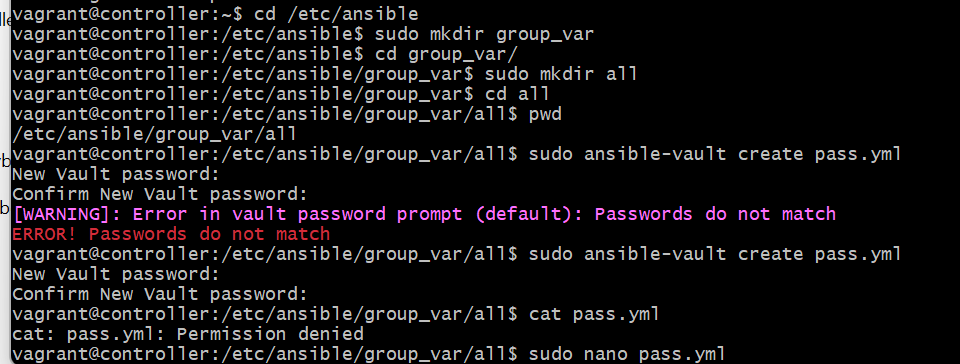 vagrant@controller:~$ cd /etc/ansible
vagrant@controller:/etc/ansible$ sudo mkdir group_var
vagrant@controller:/etc/ansible$ cd group_var/
vagrant@controller:/etc/ansible/group_var$ sudo mkdir all
vagrant@controller:/etc/ansible/group_var$ cd all
vagrant@controller:/etc/ansible/group_var/all$ pwd
/etc/ansible/group_var/all
vagrant@controller:/etc/ansible/group_var/all$ sudo ansible-vault create pass.yml
New Vault password:
Confirm New Vault password:
[WARNING]: Error in vault password prompt (default): Passwords do not match
ERROR! Passwords do not match
vagrant@controller:/etc/ansible/group_var/all$ sudo ansible-vault create pass.yml
New Vault password:
Confirm New Vault password:
vagrant@controller:/etc/ansible/group_var/all$ cat pass.yml
cat: pass.yml: Permission denied
vagrant@controller:/etc/ansible/group_var/all$ sudo nano pass.yml